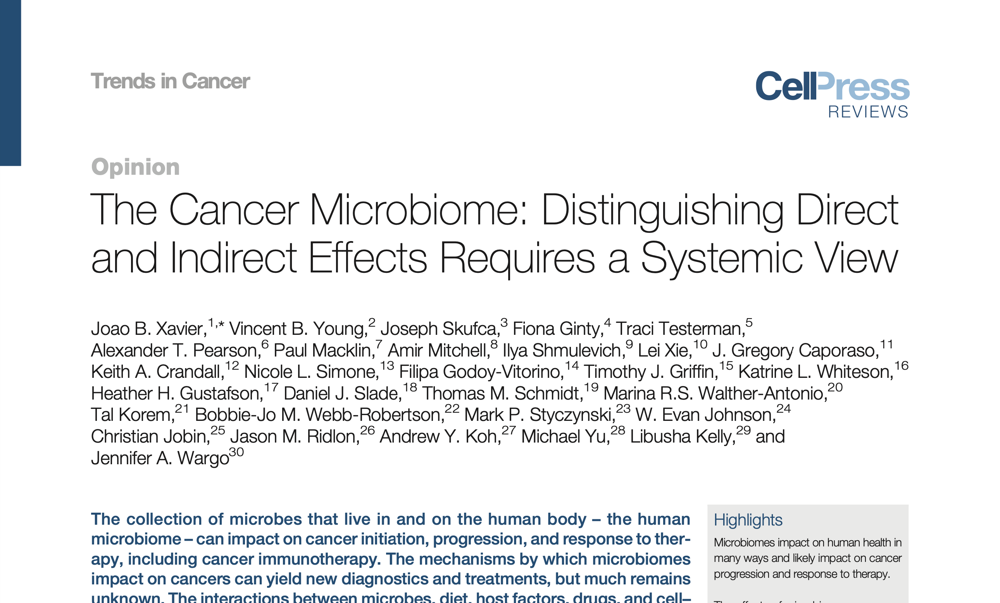 Trends in Cancer
CellPress
REVIEWS
Opinion
The Cancer Microbiome: Distinguishing Direct
and Indirect Effects Requires a Systemic View
Joao B. Xavier,1,* Vincent B. Young,2 Joseph Skufca,3 Fiona Ginty,4 Traci Testerman,5
Alexander T. Pearson,6 Paul Macklin,7 Amir Mitchell,8 Ilya Shmulevich,9 Lei Xie,10 J. Gregory Caporaso,11
Keith A. Crandall,12 Nicole L. Simone,13 Filipa Godoy-Vitorino,14 Timothy J. Griffin,15 Katrine L. Whiteson,16
Heather H. Gustafson,17 Daniel J. Slade,18 Thomas M. Schmidt,19 Marina R.S. Walther-Antonio,20
Tal Korem,21 Bobbie-Jo M. Webb-Robertson,22 Mark P. Styczynski,23 W. Evan Johnson,24
Christian Jobin,25 Jason M. Ridlon,26 Andrew Y. Koh,27 Michael Yu,28 Libusha Kelly,29 and
Jennifer A. Wargo30
The collection of microbes that live in and on the human body – the human
microbiome – can impact on cancer initiation, progression, and response to ther-
apy, including cancer immunotherapy. The mechanisms by which microbiomes
impact on cancers can yield new diagnostics and treatments, but much remains
unknown. The interactions between microbes, diet, host factors, drugs, and cell–
Highlights
Microbiomes impact on human health in
many ways and likely impact on cancer
progression and response to therapy.